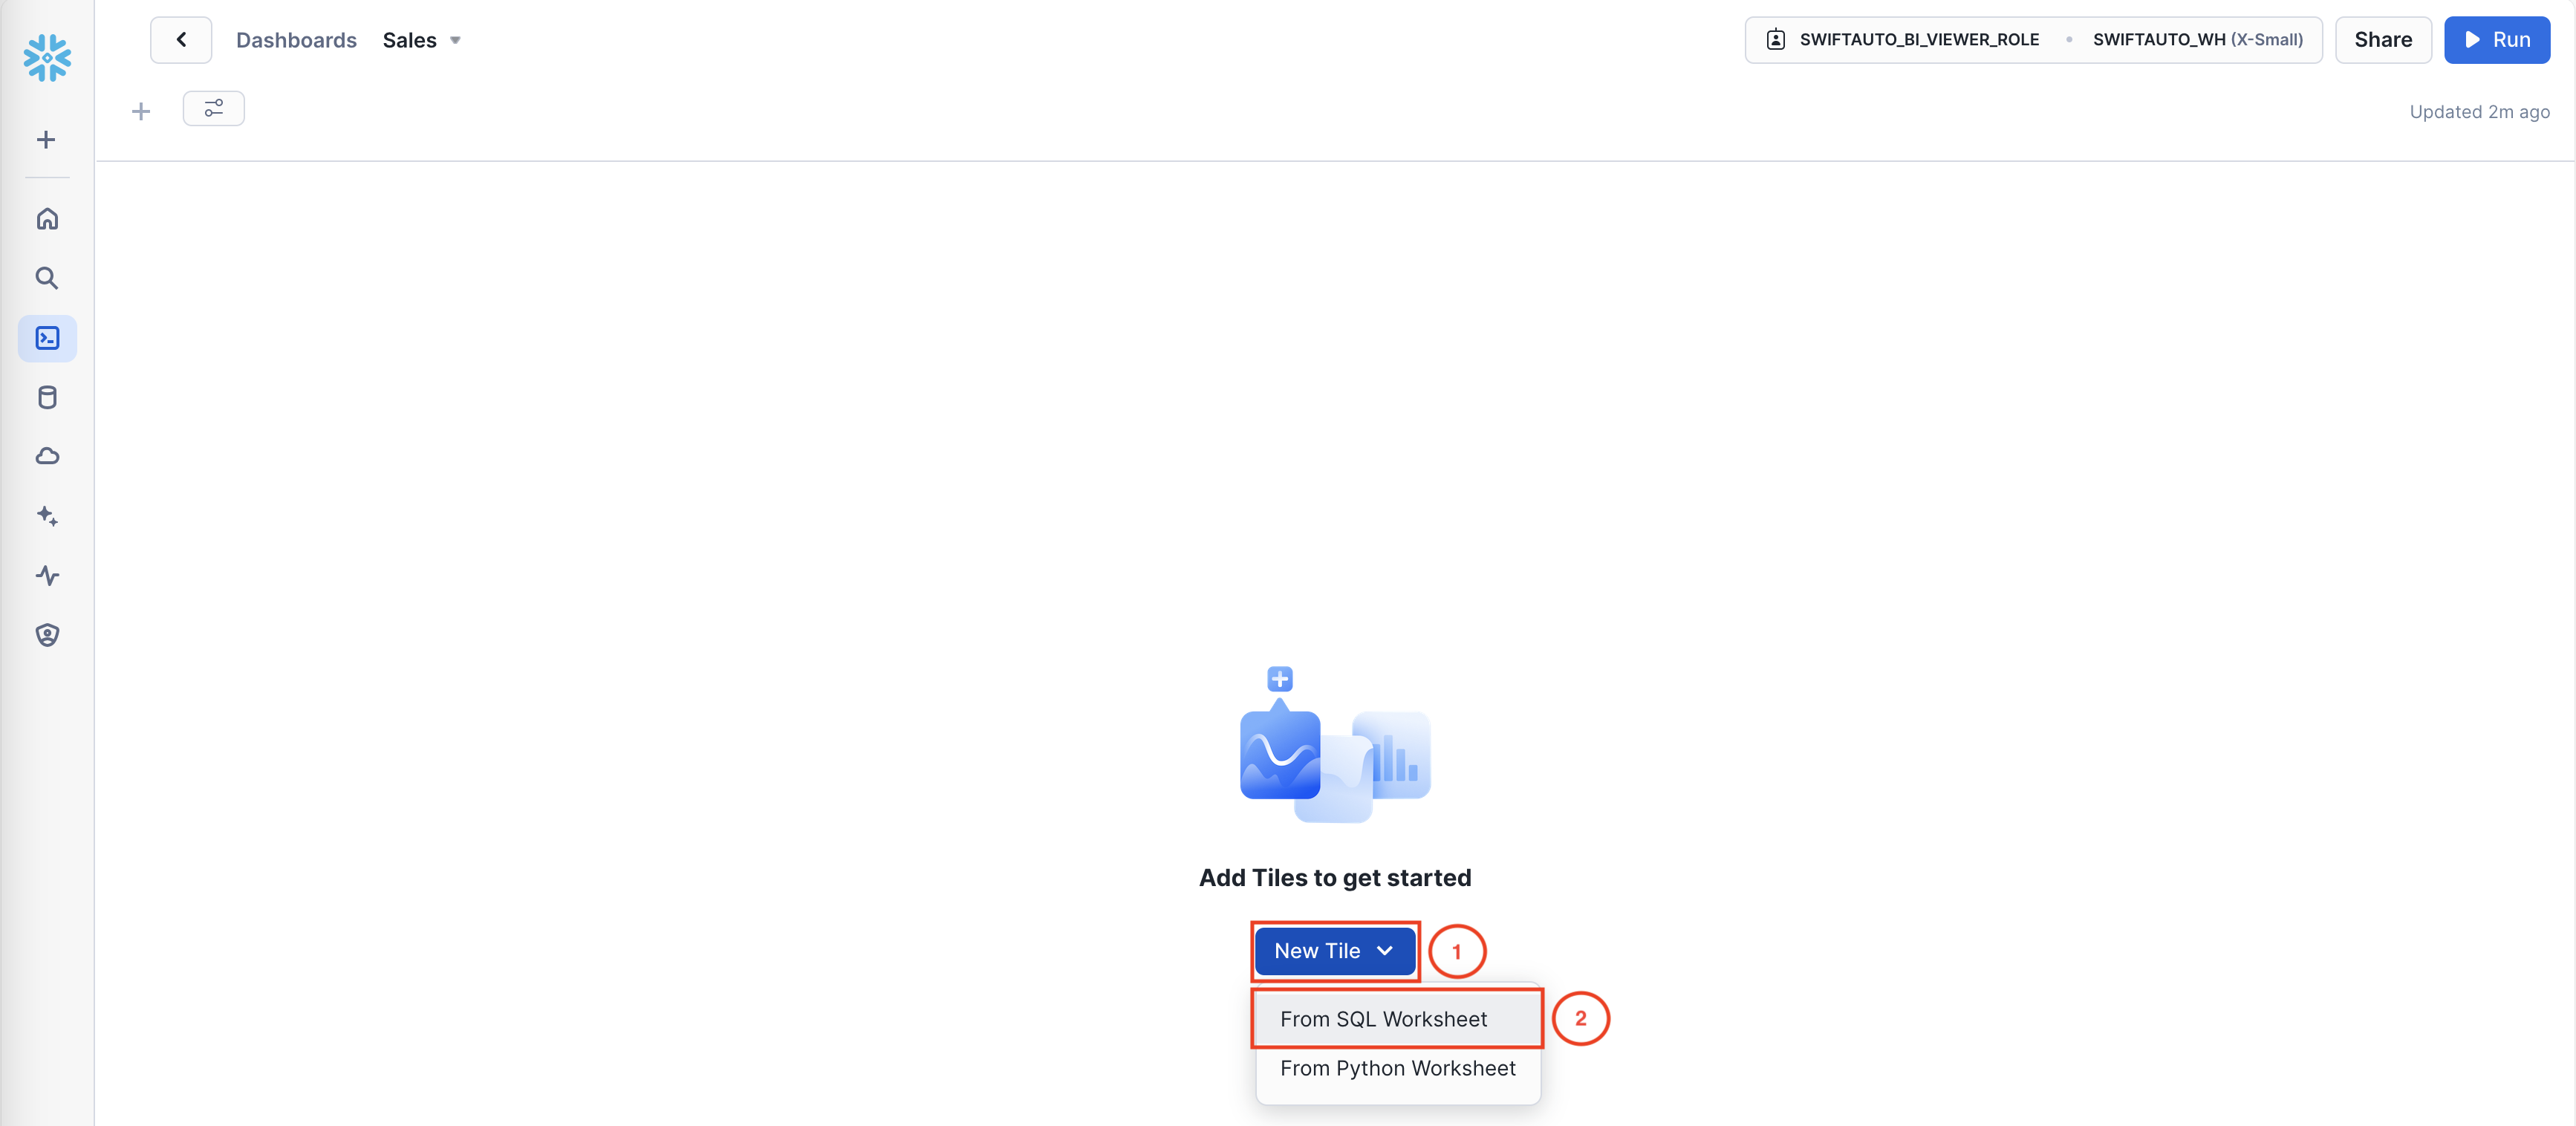 Dashboards Sales
SWIFTAUTO_BI_VIEWER_ROLE • SWIFTAUTO_WH (X-Small)
Share
Run
Updated 2m ago
Add Tiles to get started
New Tile
1
From SQL Worksheet
2
From Python Worksheet